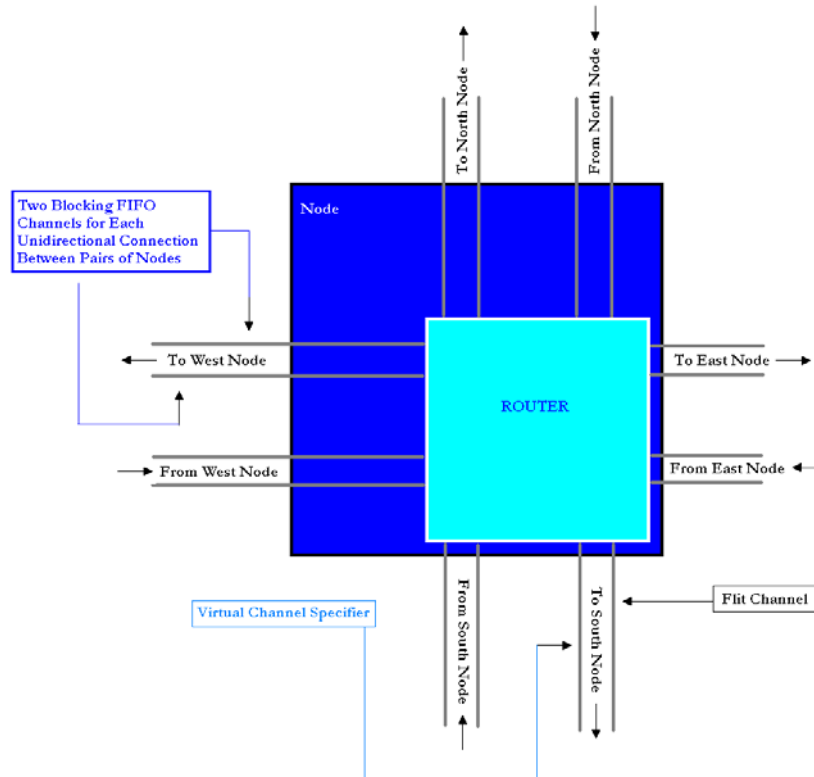 To North Node
From North Node
Two Blocking FIFO
Channels for Each
Unidirectional Connection
Between Pairs of Nodes
Node
To West Node
To East Node
ROUTER
From West Node
From East Node
Virtual Channel Specifier
From South Node
To South Node
Flit Channel